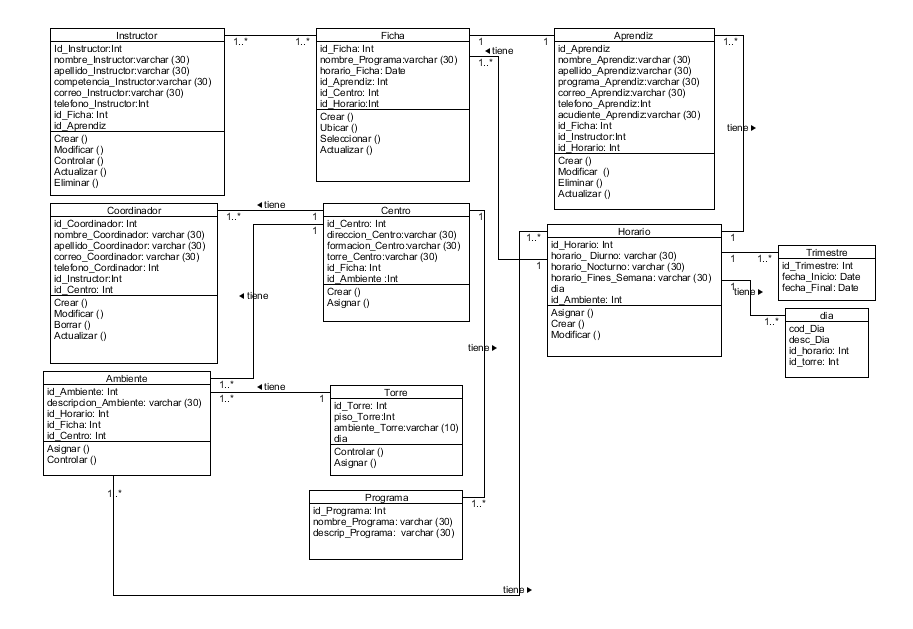 Instructor
Id_Instructor:Int
nombre_Instructor:varchar (30)
apellido_Instructor:varchar (30)
competencia_Instructor:varchar (30)
correo_Instructor:varchar (30)
telefono_Instructor:Int
id_Ficha: Int
id_Aprendiz
Crear ()
Modificar ()
Controlar ()
Actualizar ()
Eliminar ()
1..*
1..*
Ficha
id_Ficha: Int
nombre_Programa:varchar (30)
horario_Ficha: Date
id_Aprendiz: Int
id_Centro: Int
id_Horario:Int
Crear ()
Ubicar ()
Seleccionar ()
Actualizar ()
1
1
tiene
1..*
Aprendiz
id_Aprendiz
nombre_Aprendiz:varchar (30)
apellido_Aprendiz:varchar (30)
programa_Aprendiz:varchar (30)
correo_Aprendiz:varchar (30)
telefono_Aprendiz:Int
acudiente_Aprendiz:varchar (30)
id_Ficha: Int
id_Instructor:Int
id_Horario: Int
Crear ()
Modificar ()
Eliminar ()
Actualizar ()
1..*
tiene
Coordinador
id_Coordinador: Int
nombre_Coordinador: varchar (30)
apellido_Coordinador: varchar (30)
correo_Coordinador: varchar (30)
telefono_Cordinador: Int
id_Instructor:Int
id_Centro: Int
Crear ()
Modificar ()
Borrar ()
Actualizar ()
tiene
1..*
1
1
tiene
Centro
id_Centro: Int
direccion_Centro:varchar (30)
formacion_Centro:varchar (30)
torre_Centro:varchar (30)
id_Ficha: Int
id_Ambiente :Int
Crear ()
Asignar ()
1
tiene
1..*
1
Horario
id_Horario: Int
horario_ Diurno: varchar (30)
horario_Nocturno: varchar (30)
horario_Fines_Semana: varchar (30)
dia
id_Ambiente: Int
Asignar ()
Crear ()
Modificar ()
1
1
1..*
1
tiene
1..*
Trimestre
id_Trimestre: Int
fecha_Inicio: Date
fecha_Final: Date
dia
cod_Dia
desc_Dia
id_horario: Int
id_torre: Int
Ambiente
id_Ambiente: Int
descripcion_Ambiente: varchar (30)
id_Horario: Int
id_Ficha: Int
id_Centro: Int
Asignar ()
Controlar ()
1..*
tiene
1..*
1
Torre
id_Torre: Int
piso_Torre:Int
ambiente_Torre:varchar (10)
dia
Controlar ()
Asignar ()
Programa
id_Programa: Int
nombre_Programa: varchar (30)
descrip_Programa: varchar (30)
1..*
1..*
tiene